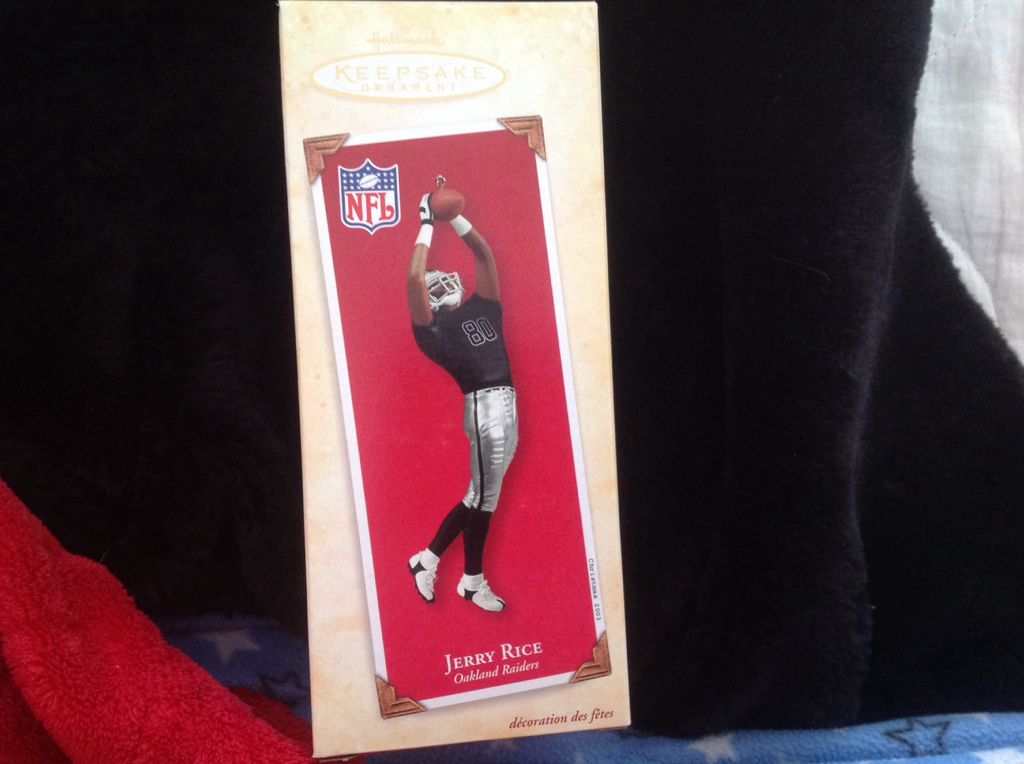 Hallmark
KEEPSAKE
ORNAMENT
NFL
80
Christmas 2003
JERRY RICE
Oakland Raiders
décoration des fêtes